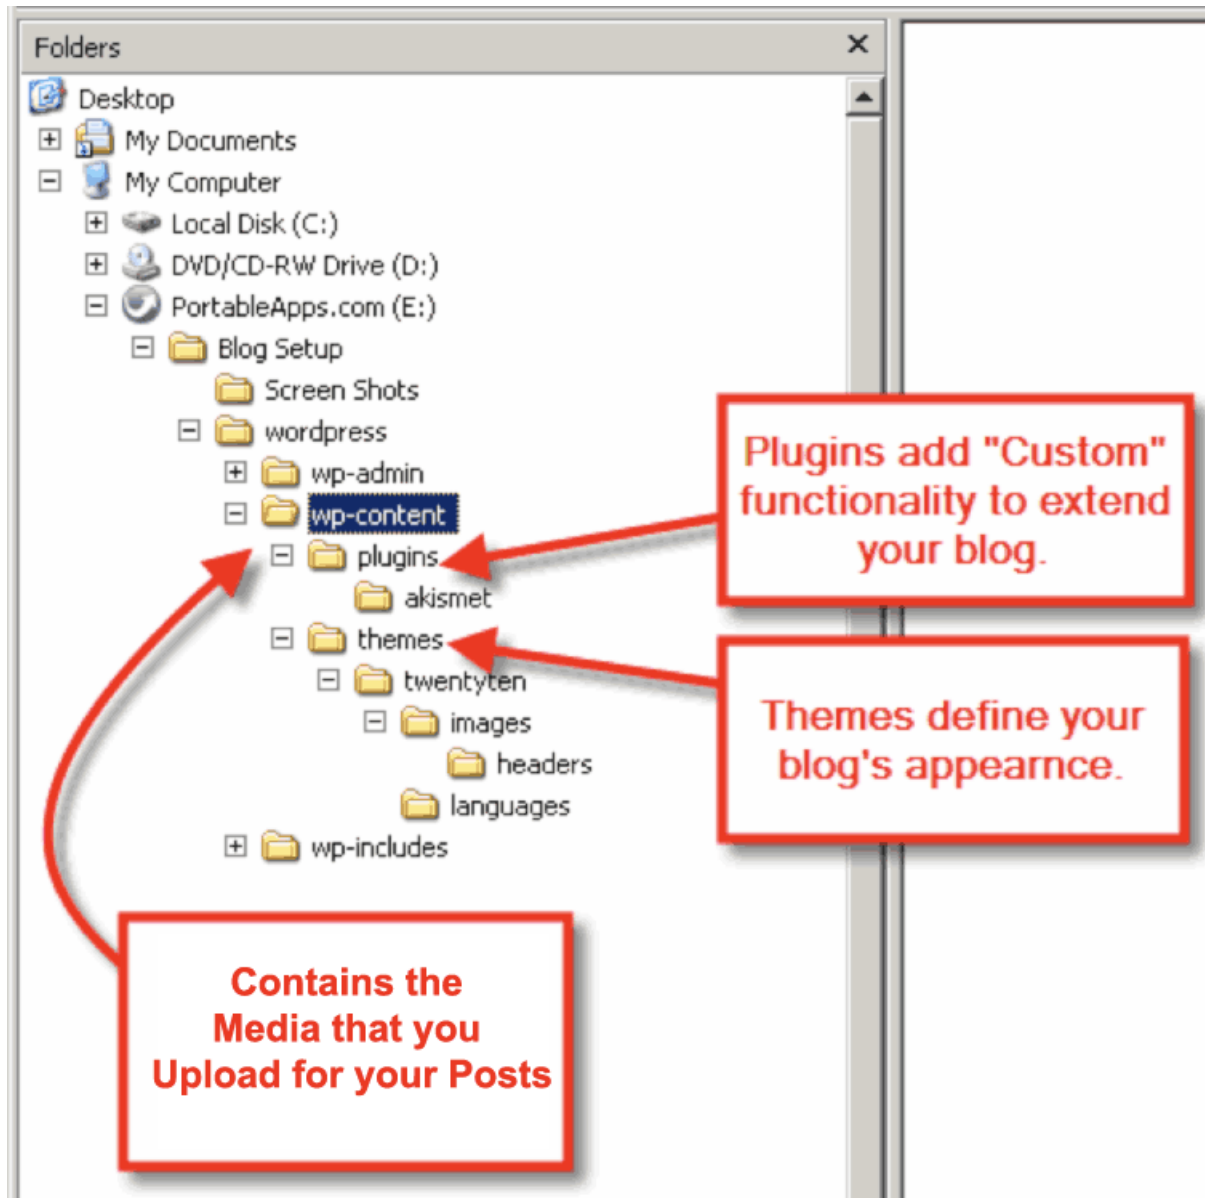 Folders
Desktop
My Documents
My Computer
Local Disk (C:)
DVD/CD-RW Drive (D:)
PortableApps.com (E:)
Blog Setup
Screen Shots
wordpress
wp-admin
wp-content
plugins
akismet
themes
twentyten
images
headers
languages
wp-includes
Plugins add "Custom"
functionality to extend
your blog.
Themes define your
blog's appearnce.
Contains the
Media that you
Upload for your Posts